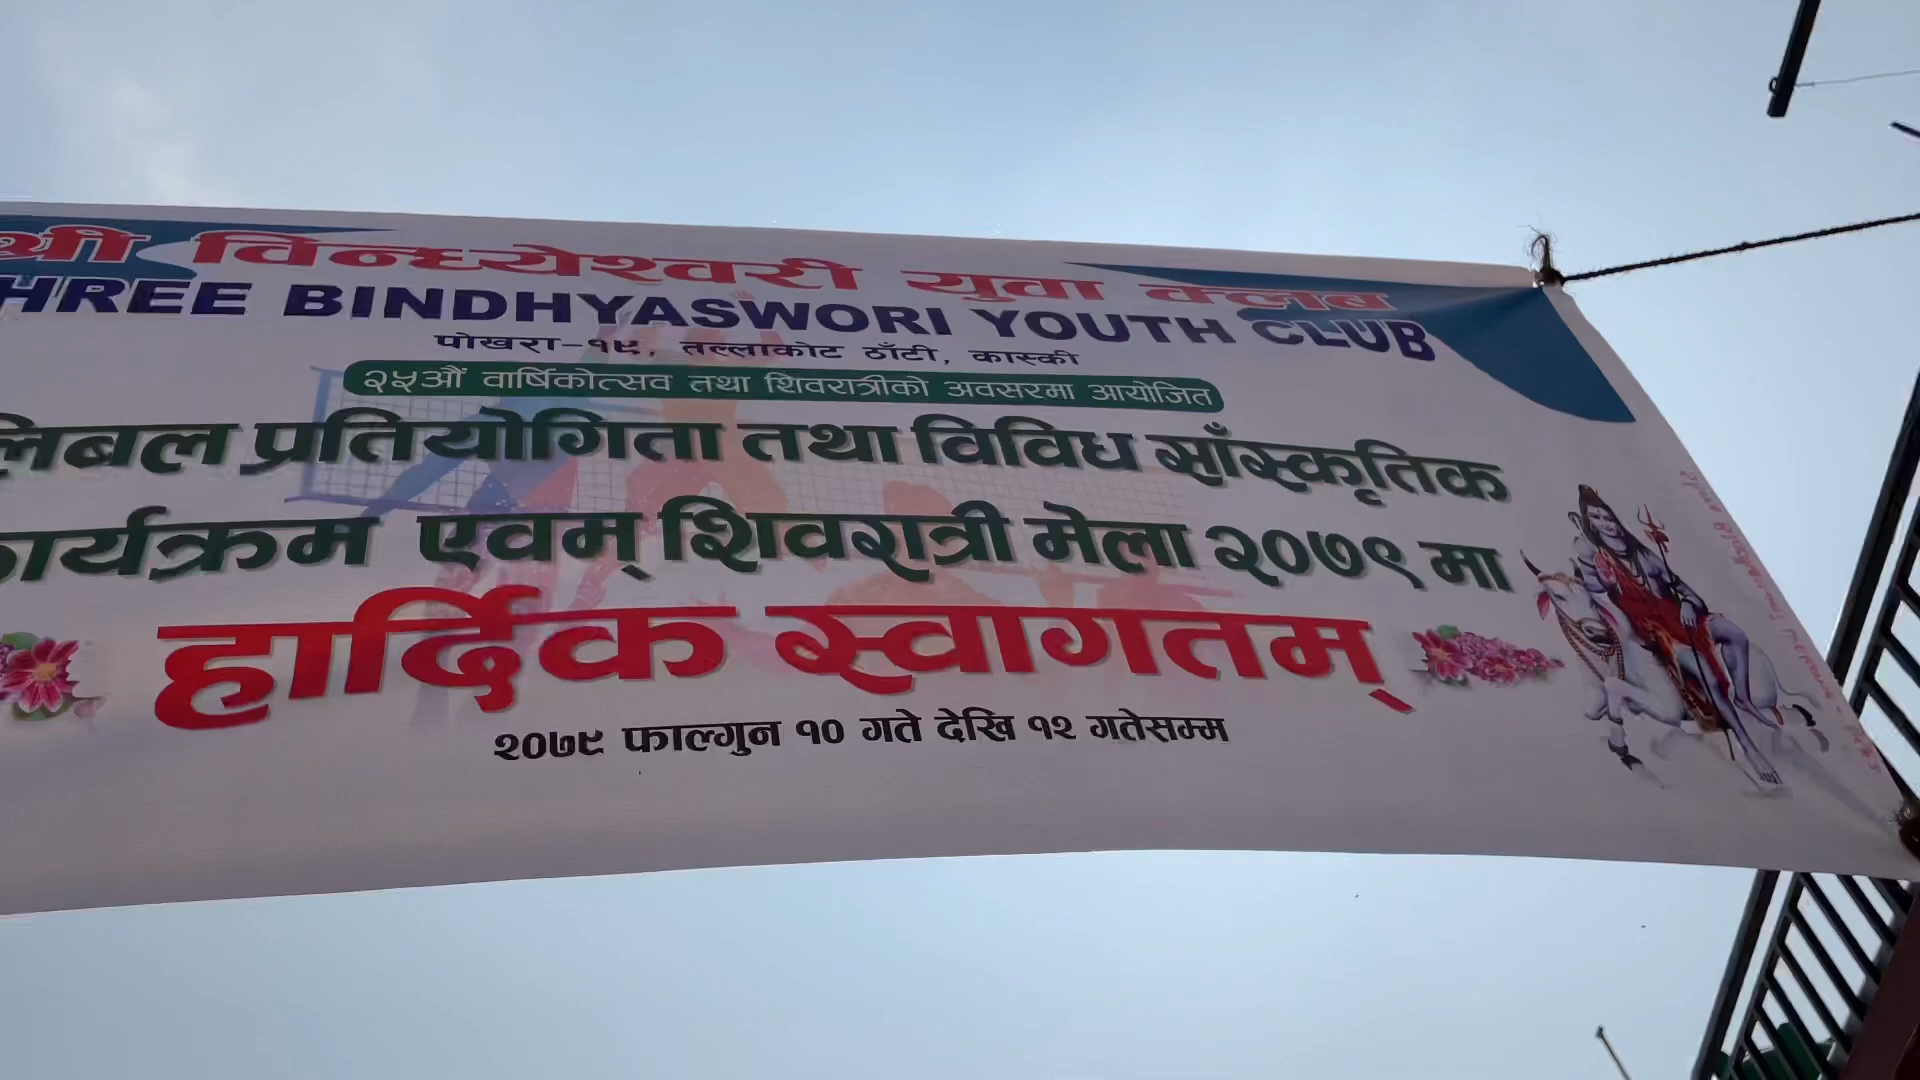 श्री विन्ध्येश्वरी युवा क्लब
HREE BINDHYASWORI YOUTH CLUB
पोखरा-१९, तल्लाकोट ठाँटी, कास्की
२५औं वार्षिकोत्सव तथा शिवरात्रीको अवसरमा आयोजित
लिबल प्रतियोगिता तथा विविध साँस्कृतिक
कार्यक्रम एवम् शिवरात्री मेला २०७९ मा
हार्दिक स्वागतम्
२०७९ फाल्गुन १० गते देखि १२ गतेसम्म